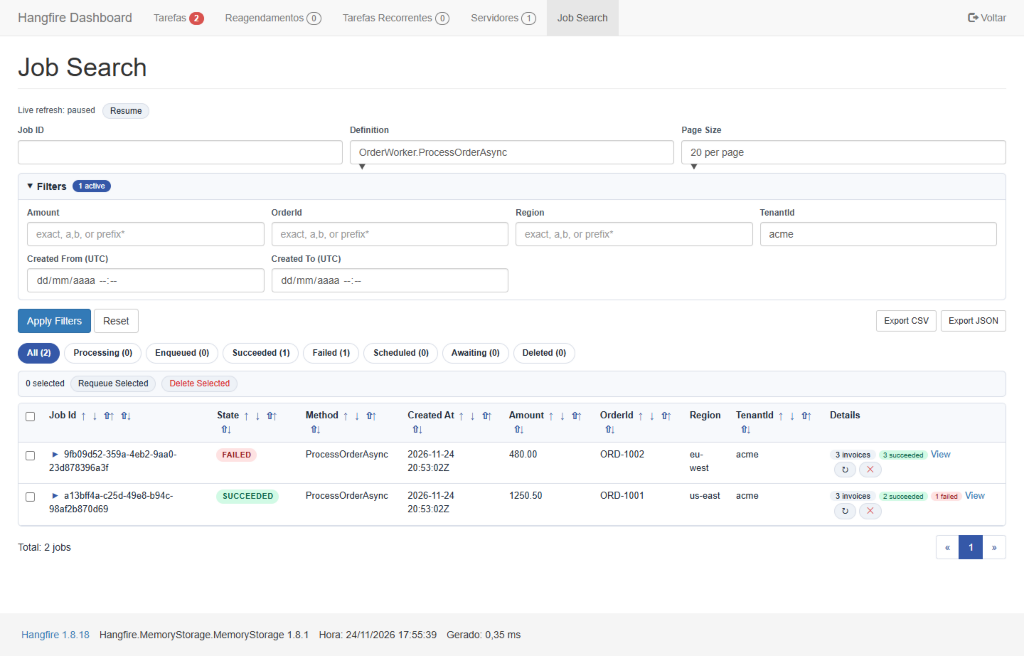 Hangfire Dashboard Tarefas 2 Reagendamentos 0 Tarefas Recorrentes 0 Servidores 1 Job Search Voltar
Job Search
Live refresh: paused Resume
Job ID Definition Page Size
OrderWorker.ProcessOrderAsync 20 per page
▼ Filters 1 active
Amount OrderId Region TenantId
exact, a,b, or prefix* exact, a,b, or prefix* exact, a,b, or prefix* acme
Created From (UTC) Created To (UTC)
dd/mm/aaaa --:-- dd/mm/aaaa --:--
Apply Filters Reset Export CSV Export JSON
All (2) Processing (0) Enqueued (0) Succeeded (1) Failed (1) Scheduled (0) Awaiting (0) Deleted (0)
0 selected Requeue Selected Delete Selected
Job Id ↑ ↓ ⇧↑ ⇧↓ State ↑ ↓ ⇧↑ Method ↑ ↓ ⇧↑ Created At ↑ ↓ ⇧↑ Amount ↑ ↓ ⇧↑ OrderId ↑ ↓ ⇧↑ Region TenantId ↑ ↓ ⇧↑ Details
⇧↓ ⇧↓ ⇧↓ ⇧↓ ⇧↓ ⇧↓
► 9fb09d52-359a-4eb2-9aa0- FAILED ProcessOrderAsync 2026-11-24 480.00 ORD-1002 eu- acme 3 invoices 3 succeeded View
23d878396a3f 20:53:02Z west ↻ ✕
► a13bff4a-c25d-49e8-b94c- SUCCEEDED ProcessOrderAsync 2026-11-24 1250.50 ORD-1001 us-east acme 3 invoices 2 succeeded 1 failed View
98af2b870d69 20:53:02Z ↻ ✕
Total: 2 jobs « 1 »
Hangfire 1.8.18 Hangfire.MemoryStorage.MemoryStorage 1.8.1 Hora: 24/11/2026 17:55:39 Gerado: 0,35 ms